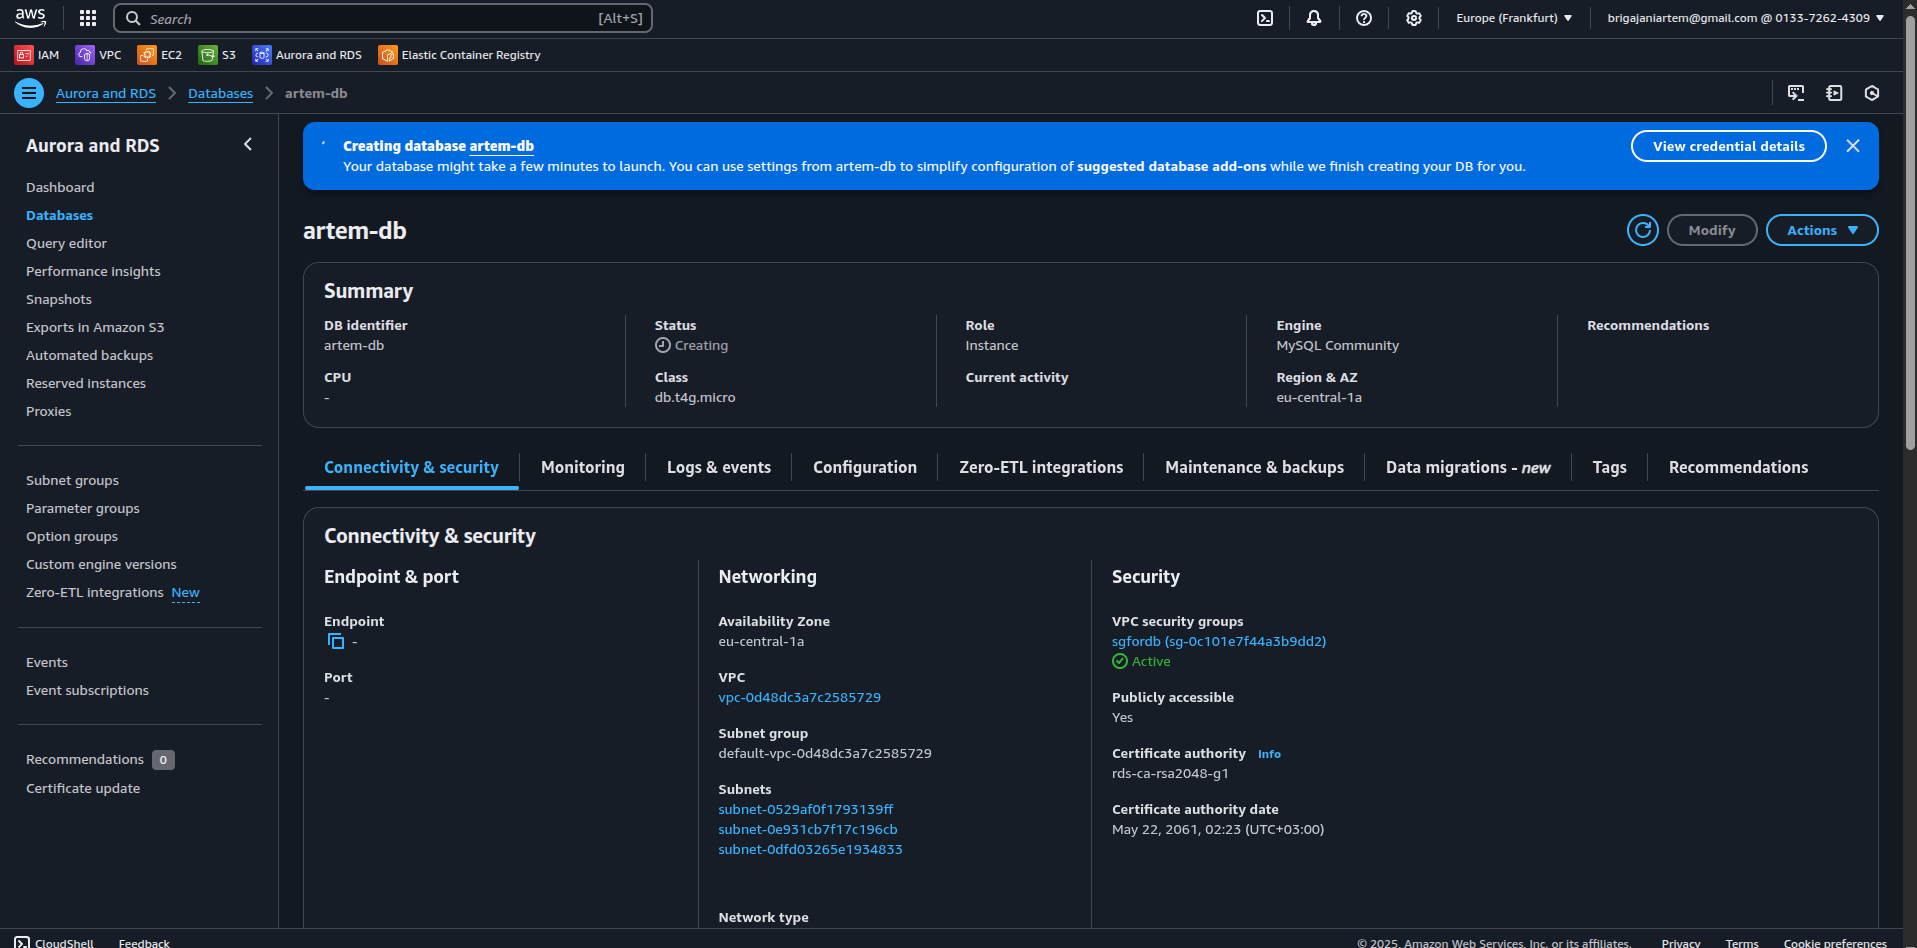 aws
Search [Alt+S]
Europe (Frankfurt)
brigajaniartem@gmail.com @ 0133-7262-4309
IAM
VPC
EC2
S3
Aurora and RDS
Elastic Container Registry
Aurora and RDS
Databases
artem-db
Aurora and RDS
Dashboard
Databases
Query editor
Performance insights
Snapshots
Exports in Amazon S3
Automated backups
Reserved instances
Proxies
Subnet groups
Parameter groups
Option groups
Custom engine versions
Zero-ETL integrations New
Events
Event subscriptions
Recommendations 0
Certificate update
Creating database artem-db
Your database might take a few minutes to launch. You can use settings from artem-db to simplify configuration of suggested database add-ons while we finish creating your DB for you.
View credential details
artem-db
Modify
Actions
Summary
DB identifier
artem-db
CPU
-
Status
Creating
Class
db.t4g.micro
Role
Instance
Current activity
Engine
MySQL Community
Region & AZ
eu-central-1a
Recommendations
Connectivity & security
Monitoring
Logs & events
Configuration
Zero-ETL integrations
Maintenance & backups
Data migrations - new
Tags
Recommendations
Connectivity & security
Endpoint & port
Endpoint
-
Port
-
Networking
Availability Zone
eu-central-1a
VPC
vpc-0d48dc3a7c2585729
Subnet group
default-vpc-0d48dc3a7c2585729
Subnets
subnet-0529af0f1793139ff
subnet-0e931cb7f17c196cb
subnet-0dfd03265e1934833
Network type
Security
VPC security groups
sgfordb (sg-0c101e7f44a3b9dd2)
Active
Publicly accessible
Yes
Certificate authority Info
rds-ca-rsa2048-g1
Certificate authority date
May 22, 2061, 02:23 (UTC+03:00)
CloudShell
Feedback
© 2025, Amazon Web Services, Inc. or its affiliates.
Privacy
Terms
Cookie preferences